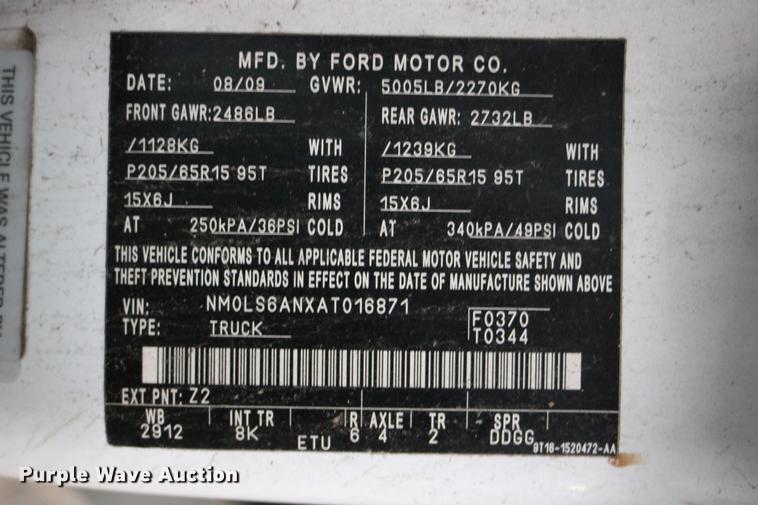 MFD. BY FORD MOTOR CO.
DATE: 08/09 GVWR: 5005LB/2270KG
FRONT GAWR: 2486LB REAR GAWR: 2732LB
/1128KG WITH /1239KG WITH
P205/65R15 95T TIRES P205/65R15 95T TIRES
15X6J RIMS 15X6J RIMS
AT 250kPA/36PSI COLD AT 340kPA/49PSI COLD
THIS VEHICLE CONFORMS TO ALL APPLICABLE FEDERAL MOTOR VEHICLE SAFETY AND
THEFT PREVENTION STANDARDS IN EFFECT ON THE DATE OF MANUFACTURE SHOWN ABOVE
VIN: NM0LS6ANXAT016871
TYPE: TRUCK
F0370
T0344
EXT PNT: Z2
WB INT TR R AXLE TR SPR
2912 8K ETU 6 4 2 DDGG
9T16-1520472-AA
THIS VEHICLE WAS ALTERED BY
Purple Wave Auction